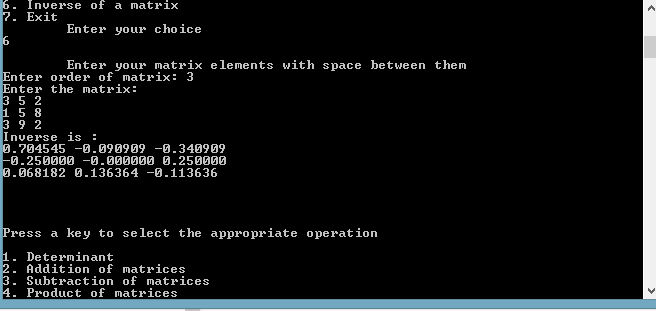 6. Inverse of a matrix
7. Exit
Enter your choice
6
Enter your matrix elements with space between them
Enter order of matrix: 3
Enter the matrix:
3 5 2
1 5 8
3 9 2
Inverse is :
0.704545 -0.090909 -0.340909
-0.250000 -0.000000 0.250000
0.068182 0.136364 -0.113636
Press a key to select the appropriate operation
1. Determinant
2. Addition of matrices
3. Subtraction of matrices
4. Product of matrices